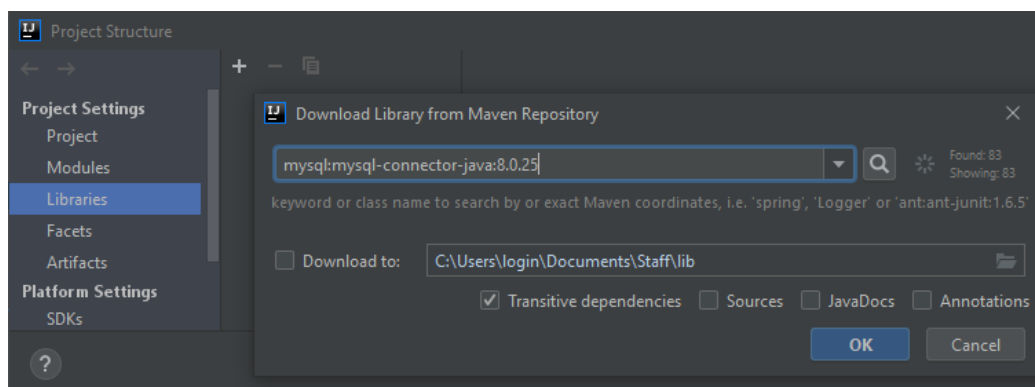 Project Structure
Project Settings
Project
Modules
Libraries
Facets
Artifacts
Platform Settings
SDKs
?
Download Library from Maven Repository
mysql:mysql-connector-java:8.0.25
Found: 83
Showing: 83
keyword or class name to search by or exact Maven coordinates, i.e. 'spring', 'Logger' or 'ant:ant-junit:1.6.5'
Download to: C:\Users\login\Documents\Staff\lib
Transitive dependencies Sources JavaDocs Annotations
OK Cancel